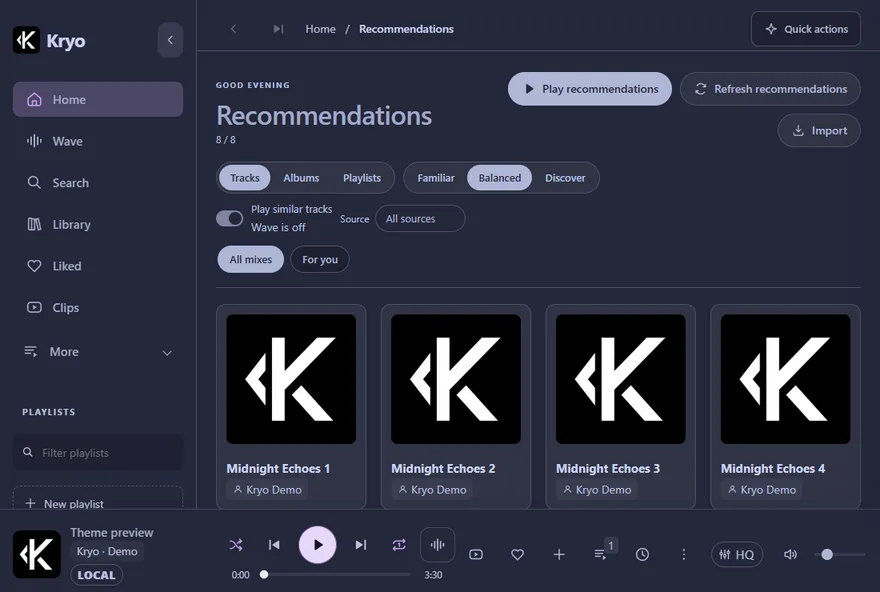 Kryo
Home / Recommendations
Quick actions
Home
Wave
Search
Library
Liked
Clips
More
PLAYLISTS
Filter playlists
New playlist
GOOD EVENING
Recommendations
8 / 8
Play recommendations
Refresh recommendations
Import
Tracks Albums Playlists
Familiar Balanced Discover
Play similar tracks
Wave is off
Source All sources
All mixes For you
Midnight Echoes 1
Kryo Demo
Midnight Echoes 2
Kryo Demo
Midnight Echoes 3
Kryo Demo
Midnight Echoes 4
Kryo Demo
Theme preview
Kryo · Demo
LOCAL
0:00
3:30
1
HQ